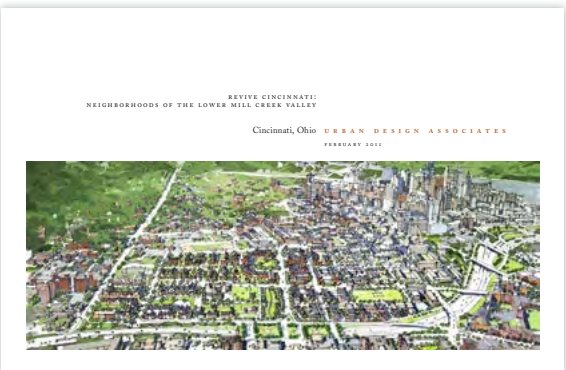 REVIVE CINCINNATI:
NEIGHBORHOODS OF THE LOWER MILL CREEK VALLEY
Cincinnati, Ohio URBAN DESIGN ASSOCIATES
FEBRUARY 2011